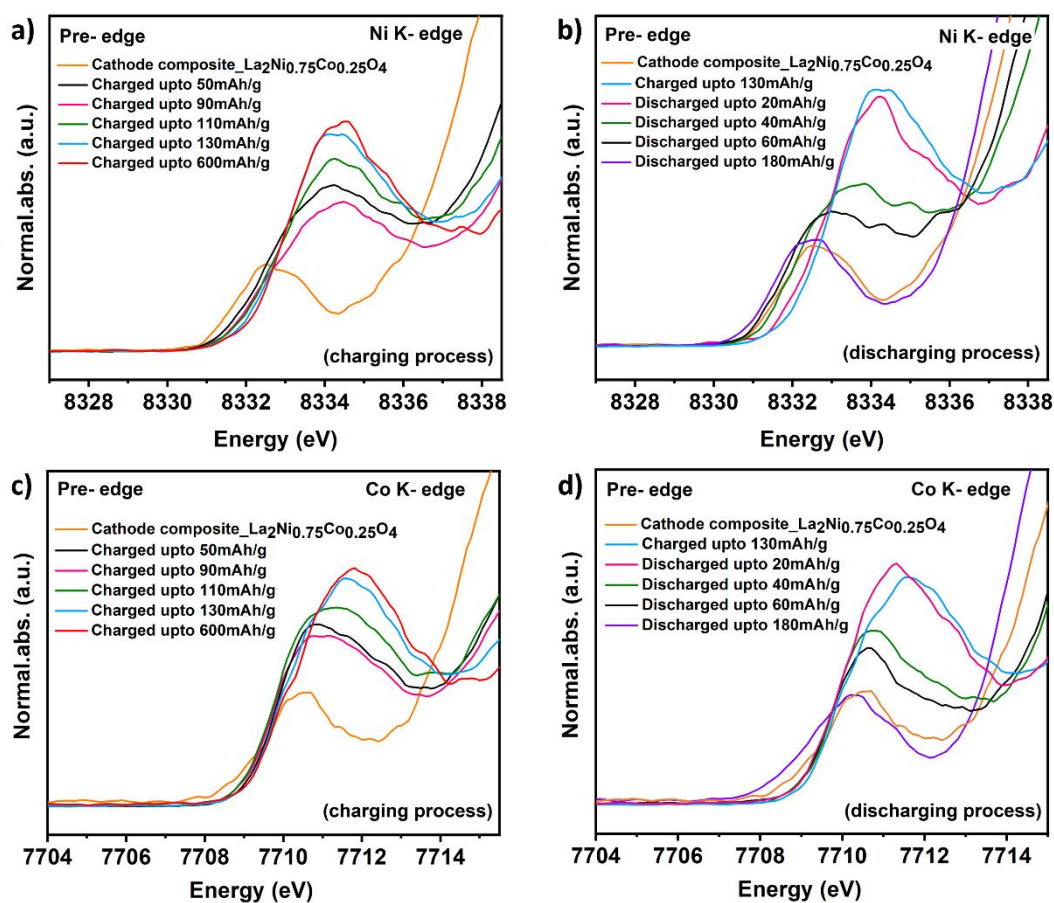 a)
Pre- edge
Ni K- edge
Cathode composite_La2Ni0.75Co0.25O4
Charged upto 50mAh/g
Charged upto 90mAh/g
Charged upto 110mAh/g
Charged upto 130mAh/g
Charged upto 600mAh/g
(charging process)
Normal.abs. (a.u.)
8328 8330 8332 8334 8336 8338
Energy (eV)
b)
Pre- edge
Ni K- edge
Cathode composite_La2Ni0.75Co0.25O4
Charged upto 130mAh/g
Discharged upto 20mAh/g
Discharged upto 40mAh/g
Discharged upto 60mAh/g
Discharged upto 180mAh/g
(discharging process)
Normal.abs. (a.u.)
8328 8330 8332 8334 8336 8338
Energy (eV)
c)
Pre- edge
Co K- edge
Cathode composite_La2Ni0.75Co0.25O4
Charged upto 50mAh/g
Charged upto 90mAh/g
Charged upto 110mAh/g
Charged upto 130mAh/g
Charged upto 600mAh/g
(charging process)
Normal.abs. (a.u.)
7704 7706 7708 7710 7712 7714
Energy (eV)
d)
Pre- edge
Co K- edge
Cathode composite_La2Ni0.75Co0.25O4
Charged upto 130mAh/g
Discharged upto 20mAh/g
Discharged upto 40mAh/g
Discharged upto 60mAh/g
Discharged upto 180mAh/g
(discharging process)
Normal.abs. (a.u.)
7704 7706 7708 7710 7712 7714
Energy (eV)